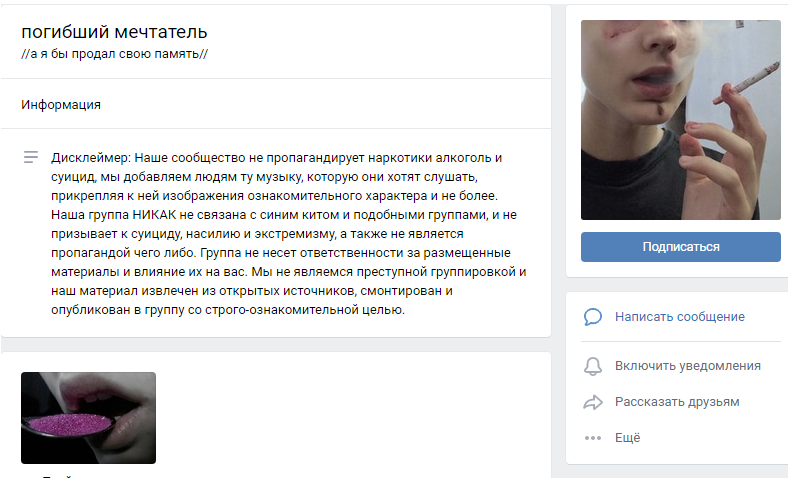 погибший мечтатель
//а я бы продал свою память//
Информация
Дисклеймер: Наше сообщество не пропагандирует наркотики алкоголь и
суицид, мы добавляем людям ту музыку, которую они хотят слушать,
прикрепляя к ней изображения ознакомительного характера и не более.
Наша группа НИКАК не связана с синим китом и подобными группами, и не
призывает к суициду, насилию и экстремизму, а также не является
пропагандой чего либо. Группа не несет ответственности за размещенные
материалы и влияние их на вас. Мы не являемся преступной группировкой и
наш материал извлечен из открытых источников, смонтирован и
опубликован в группу со строго-ознакомительной целью.
Подписаться
Написать сообщение
Включить уведомления
Рассказать друзьям
Ещё